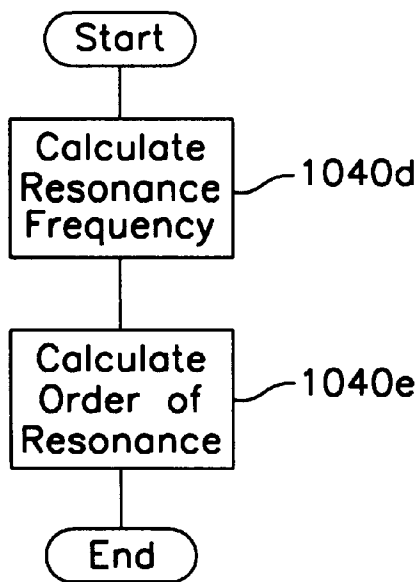 Start
Calculate
Resonance
Frequency
1040d
Calculate
Order of
Resonance
1040e
End